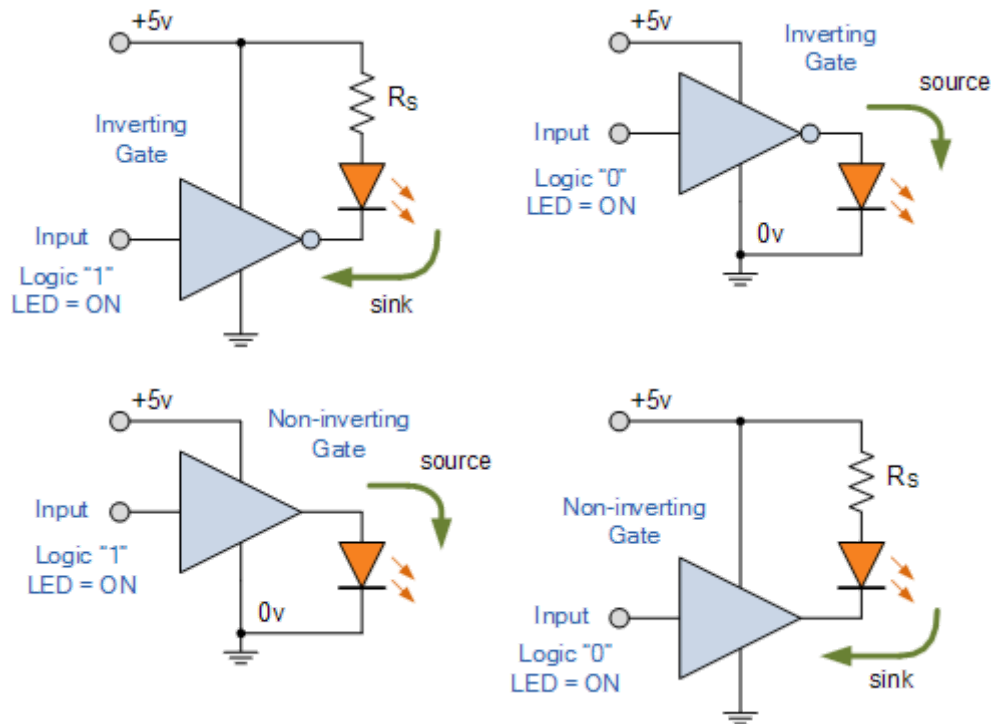 +5v
Rs
Inverting
Gate
Input
Logic "1"
LED = ON
sink
+5v
Inverting
Gate
source
Input
Logic "0"
LED = ON
0v
+5v
Non-inverting
Gate
source
Input
Logic "1"
LED = ON
0v
+5v
Rs
Non-inverting
Gate
Input
Logic "0"
LED = ON
sink